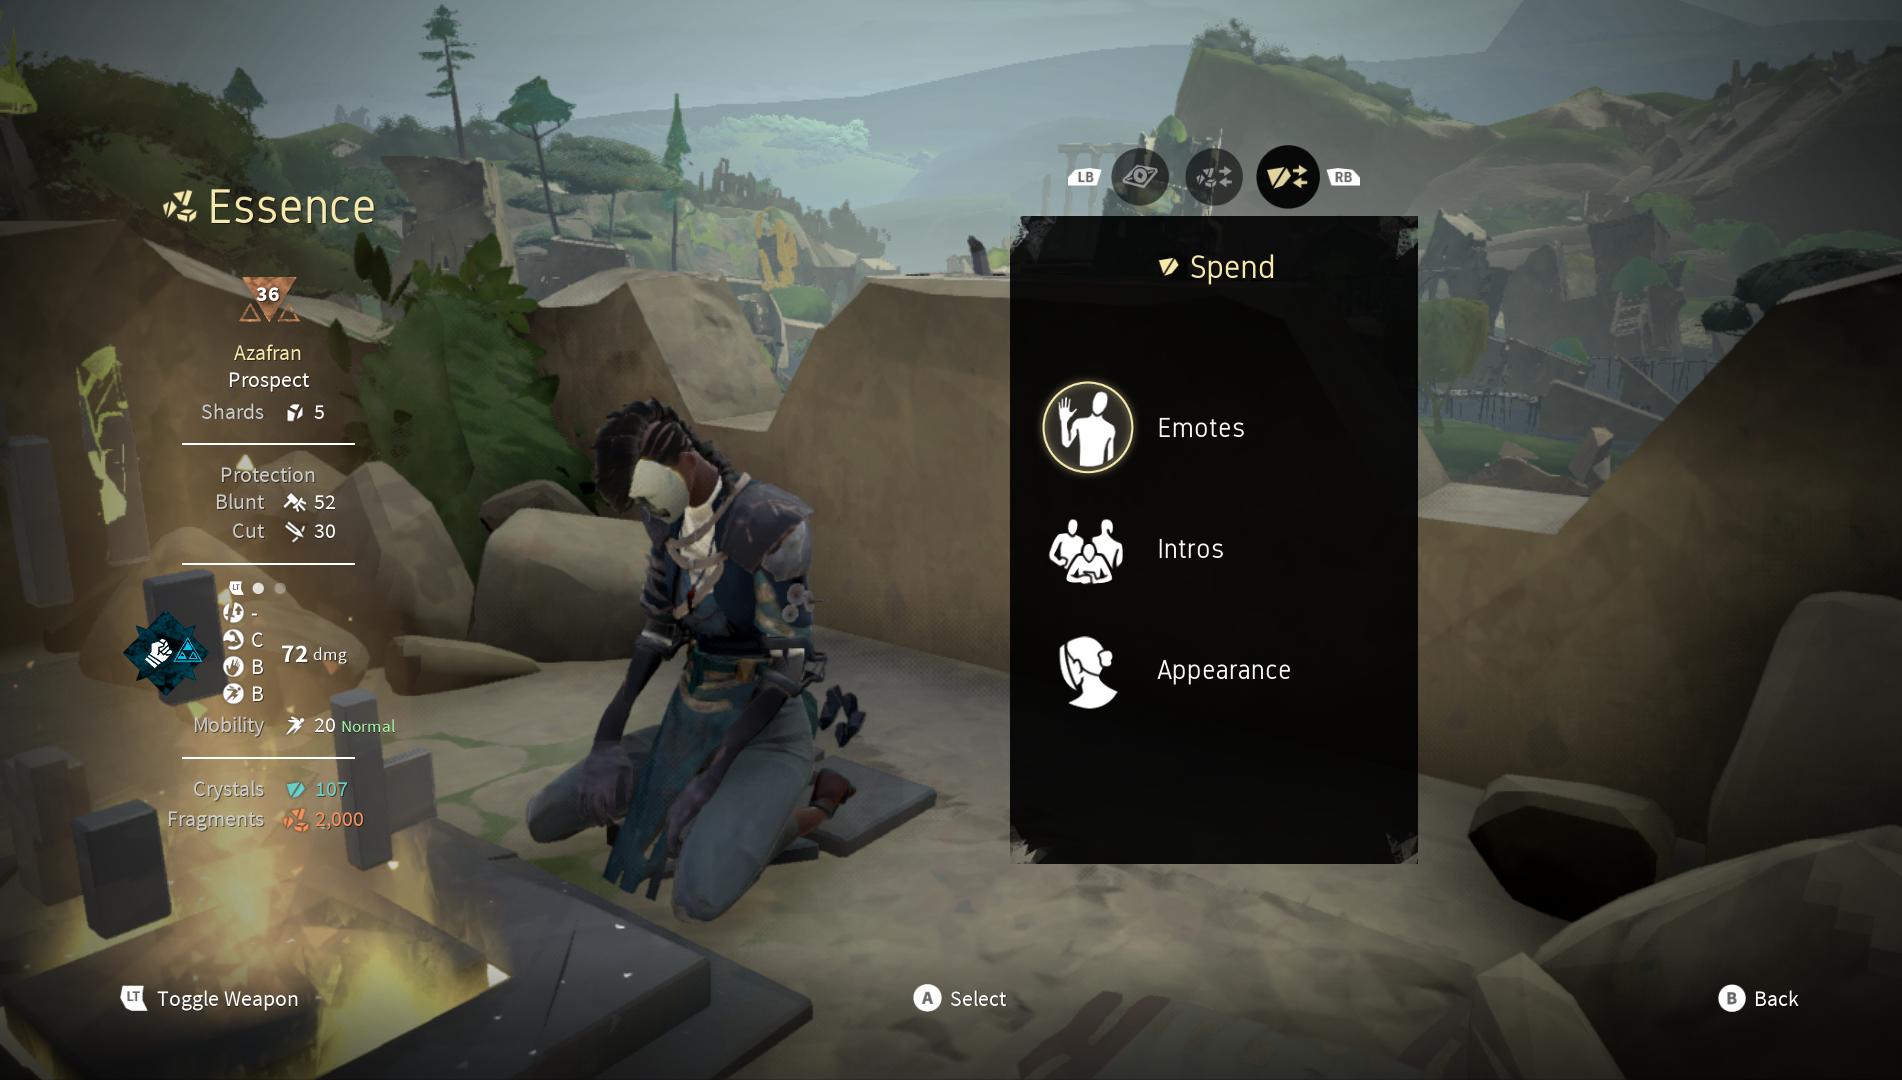 Essence
36
Azafran
Prospect
Shards 5
Protection
Blunt 52
Cut 30
LT
-
C
B
B
72 dmg
Mobility 20 Normal
Crystals 107
Fragments 2,000
LB RB
Spend
Emotes
Intros
Appearance
LT Toggle Weapon
A Select
B Back